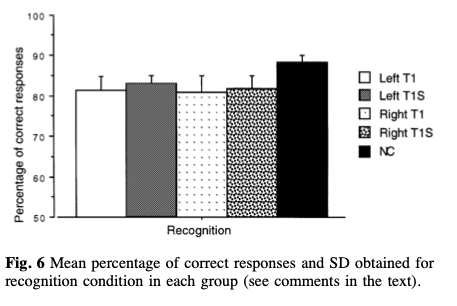 100
90
80
70
60
50
Percentage of correct responses
Recognition
Left T1
Left T1S
Right T1
Right T1S
NC
Fig. 6 Mean percentage of correct responses and SD obtained for
recognition condition in each group (see comments in the text).